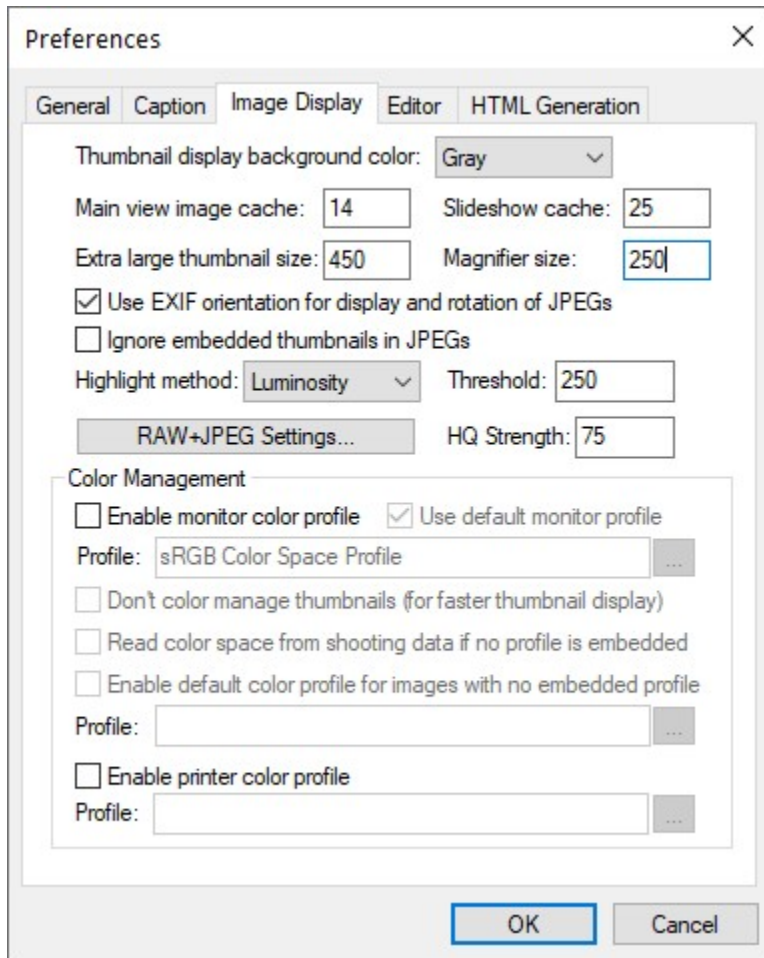 Preferences
General Caption Image Display Editor HTML Generation
Thumbnail display background color: Gray
Main view image cache: 14 Slideshow cache: 25
Extra large thumbnail size: 450 Magnifier size: 250
Use EXIF orientation for display and rotation of JPEGs
Ignore embedded thumbnails in JPEGs
Highlight method: Luminosity Threshold: 250
RAW+JPEG Settings... HQ Strength: 75
Color Management
Enable monitor color profile Use default monitor profile
Profile: sRGB Color Space Profile ...
Don't color manage thumbnails (for faster thumbnail display)
Read color space from shooting data if no profile is embedded
Enable default color profile for images with no embedded profile
Profile: ...
Enable printer color profile
Profile: ...
OK Cancel